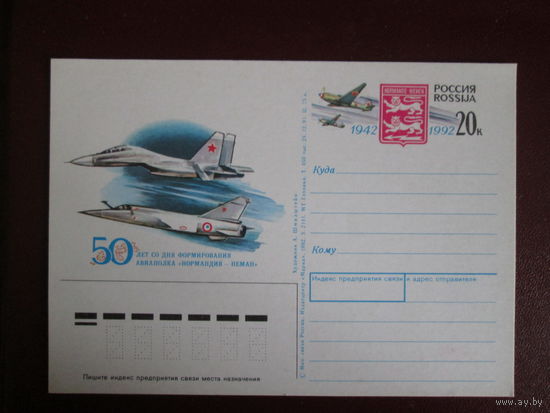 50 ЛЕТ СО ДНЯ ФОРМИРОВАНИЯ
АВИАПОЛКА «НОРМАНДИЯ – НЕМАН»
Пишите индекс предприятия связи места назначения
NORMANDIE NIEMEN
РОССИЯ
ROSSIJA
1942 1992 20к
Куда
Кому
Индекс предприятия связи и адрес отправителя
Художник А.
www.ay.by